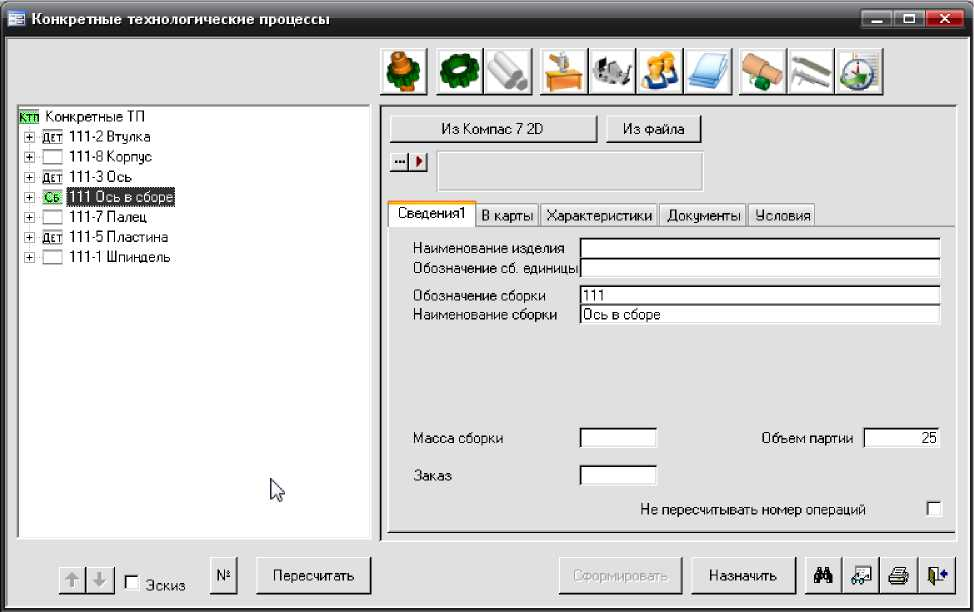 Конкретные технологические процессы
КТП Конкретные ТП
ДЕТ 111-2 Втулка
111-8 Корпус
ДЕТ 111-3 Ось
СБ 111 Ось в сборе
111-7 Палец
ДЕТ 111-5 Пластина
111-1 Шпиндель
Из Компас 7 2D Из файла
...
Сведения1 В карты Характеристики Документы Условия
Наименование изделия
Обозначение сб. единицы
Обозначение сборки 111
Наименование сборки Ось в сборе
Масса сборки Объем партии 25
Заказ
Не пересчитывать номер операций
Эскиз № Пересчитать Сформировать Назначить